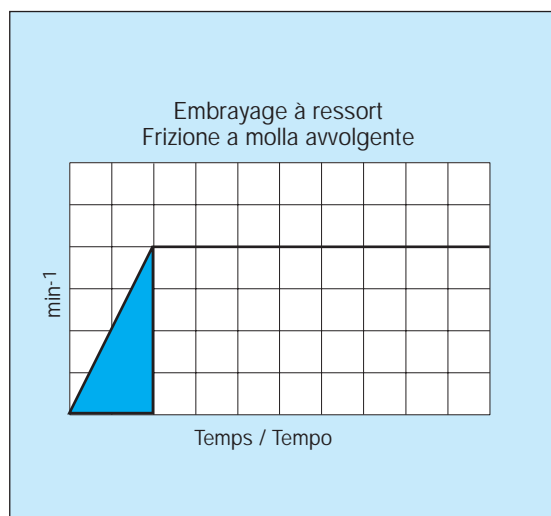 Embrayage à ressort
Frizione a molla avvolgente
min-1
Temps / Tempo